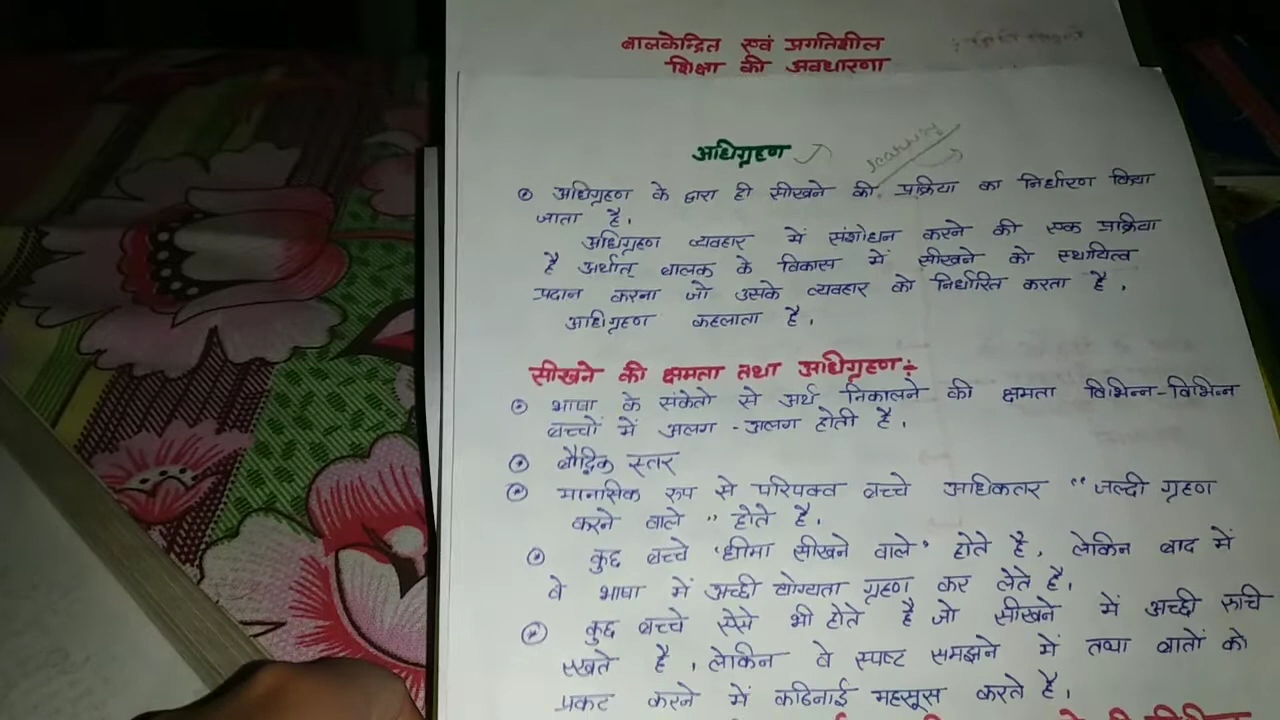 बालकेन्द्रित एवं प्रगतिशील
शिक्षा की अवधारणा
अधिग्रहण
learning
अधिग्रहण के द्वारा ही सीखने की प्रक्रिया का निर्धारण किया
जाता है.
अधिग्रहण व्यवहार में संशोधन करने की एक प्रक्रिया
है अर्थात् बालक के विकास में सीखने को स्थायित्व
प्रदान करना जो उसके व्यवहार को निर्धारित करता है.
अधिग्रहण कहलाता है.
सीखने की क्षमता तथा अधिग्रहण÷
भाषा के संकेतो से अर्थ निकालने की क्षमता विभिन्न-विभिन्न
बच्चों में अलग-अलग होती है.
बौद्विक स्तर
मानसिक रुप से परिपक्व बच्चे अधिकतर "जल्दी ग्रहण
करने वाले" होते है.
कुछ बच्चे 'धीमा सीखने वाले' होते है, लेकिन बाद में
वे भाषा में अच्छी योग्यता ग्रहण कर लेते है.
कुछ बच्चे ऐसे भी होते है जो सीखने में अच्छी रुचि
रखते है, लेकिन वे स्पष्ट समझने में तथा बातों को
प्रकट करने में कठिनाई महसूस करते है.